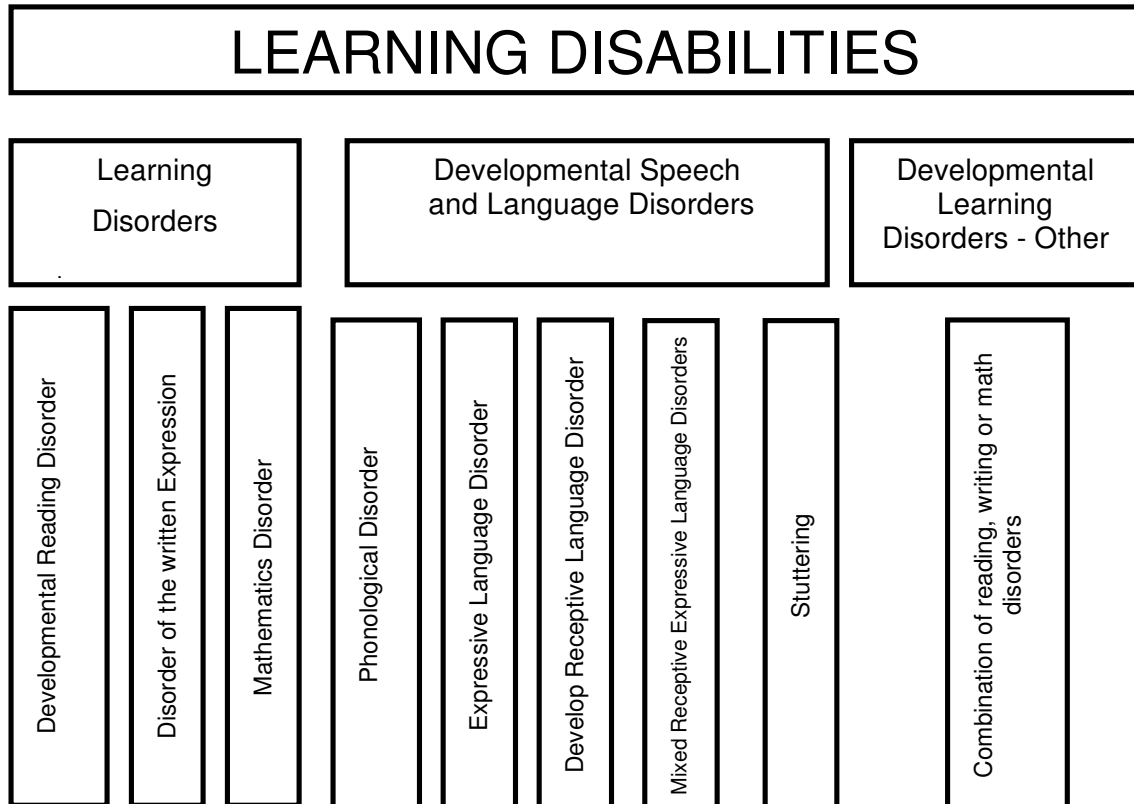 LEARNING DISABILITIES
Learning
Disorders
.
Developmental Speech
and Language Disorders
Developmental
Learning
Disorders - Other
Developmental Reading Disorder
Disorder of the written Expression
Mathematics Disorder
Phonological Disorder
Expressive Language Disorder
Develop Receptive Language Disorder
Mixed Receptive Expressive Language Disorders
Stuttering
Combination of reading, writing or math
disorders